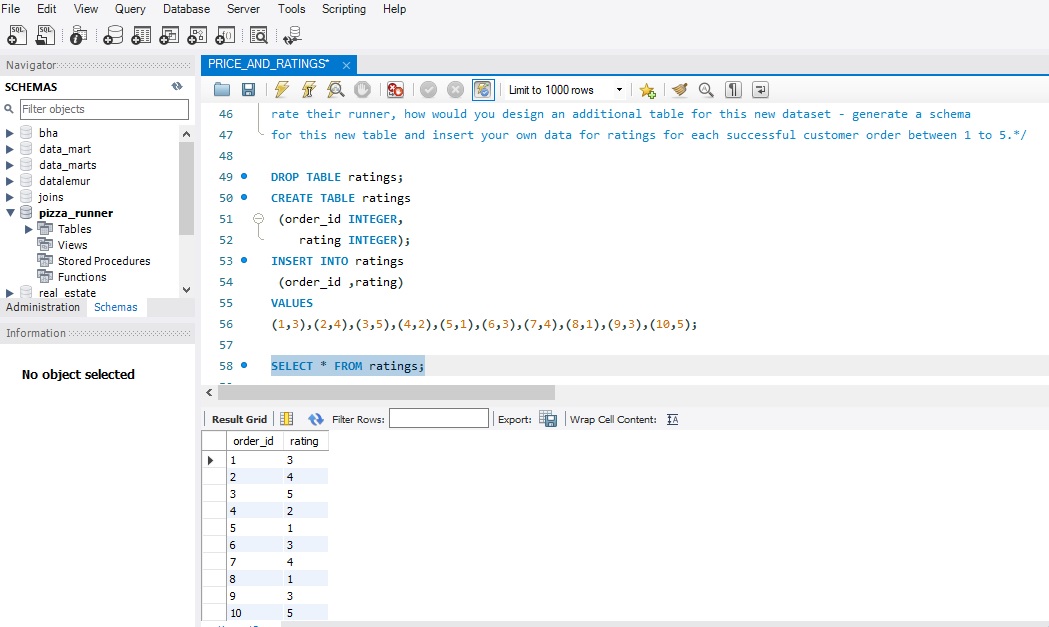 File Edit View Query Database Server Tools Scripting Help
Navigator
PRICE_AND_RATINGS*
SCHEMAS
Limit to 1000 rows
Filter objects
bha
data_mart
data_marts
datalemur
joins
pizza_runner
Tables
Views
Stored Procedures
Functions
real_estate
Administration Schemas
Information
No object selected
46 rate their runner, how would you design an additional table for this new dataset - generate a schema
47 for this new table and insert your own data for ratings for each successful customer order between 1 to 5.*/
48
49 DROP TABLE ratings;
50 CREATE TABLE ratings
51 (order_id INTEGER,
52 rating INTEGER);
53 INSERT INTO ratings
54 (order_id ,rating)
55 VALUES
56 (1,3),(2,4),(3,5),(4,2),(5,1),(6,3),(7,4),(8,1),(9,3),(10,5);
57
58 SELECT * FROM ratings;
Result Grid Filter Rows: Export: Wrap Cell Content:
order_id rating
1 3
2 4
3 5
4 2
5 1
6 3
7 4
8 1
9 3
10 5